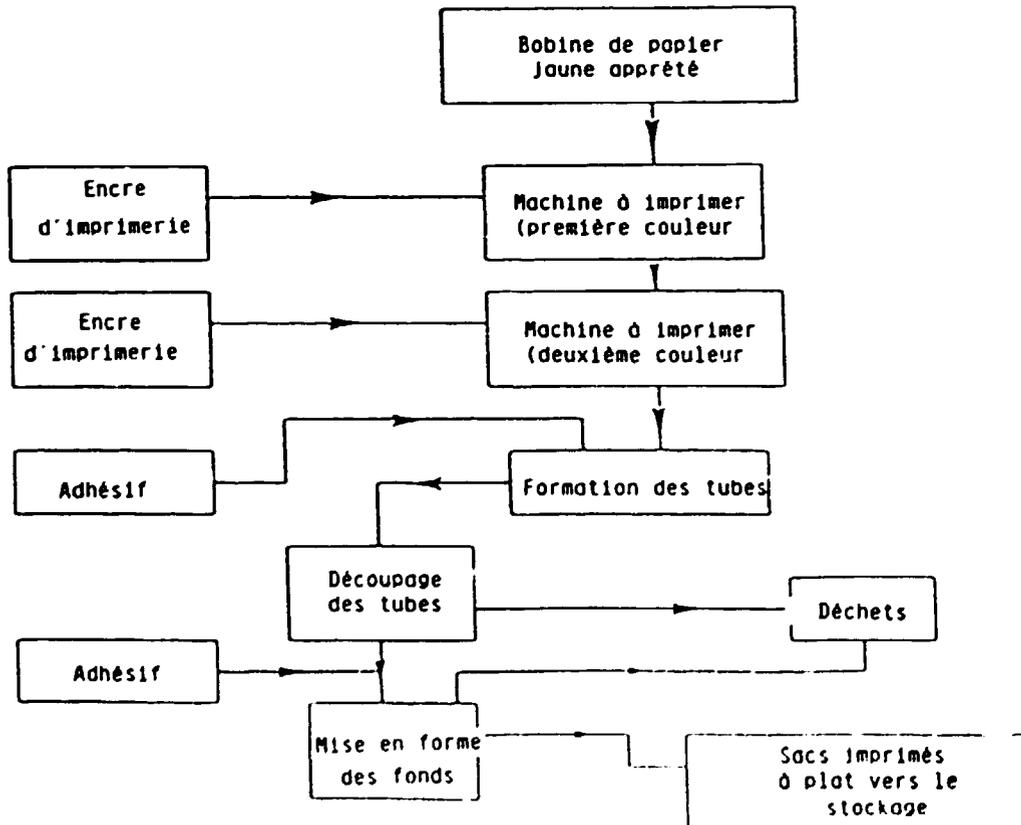 Bobine de papier
Jaune apprêté
Encre
d'imprimerie
Machine à imprimer
(première couleur
Encre
d'imprimerie
Machine à imprimer
(deuxième couleur
Adhésif
Formation des tubes
Découpage
des tubes
Déchets
Adhésif
Mise en forme
des fonds
Sacs imprimés
à plat vers le
stockage